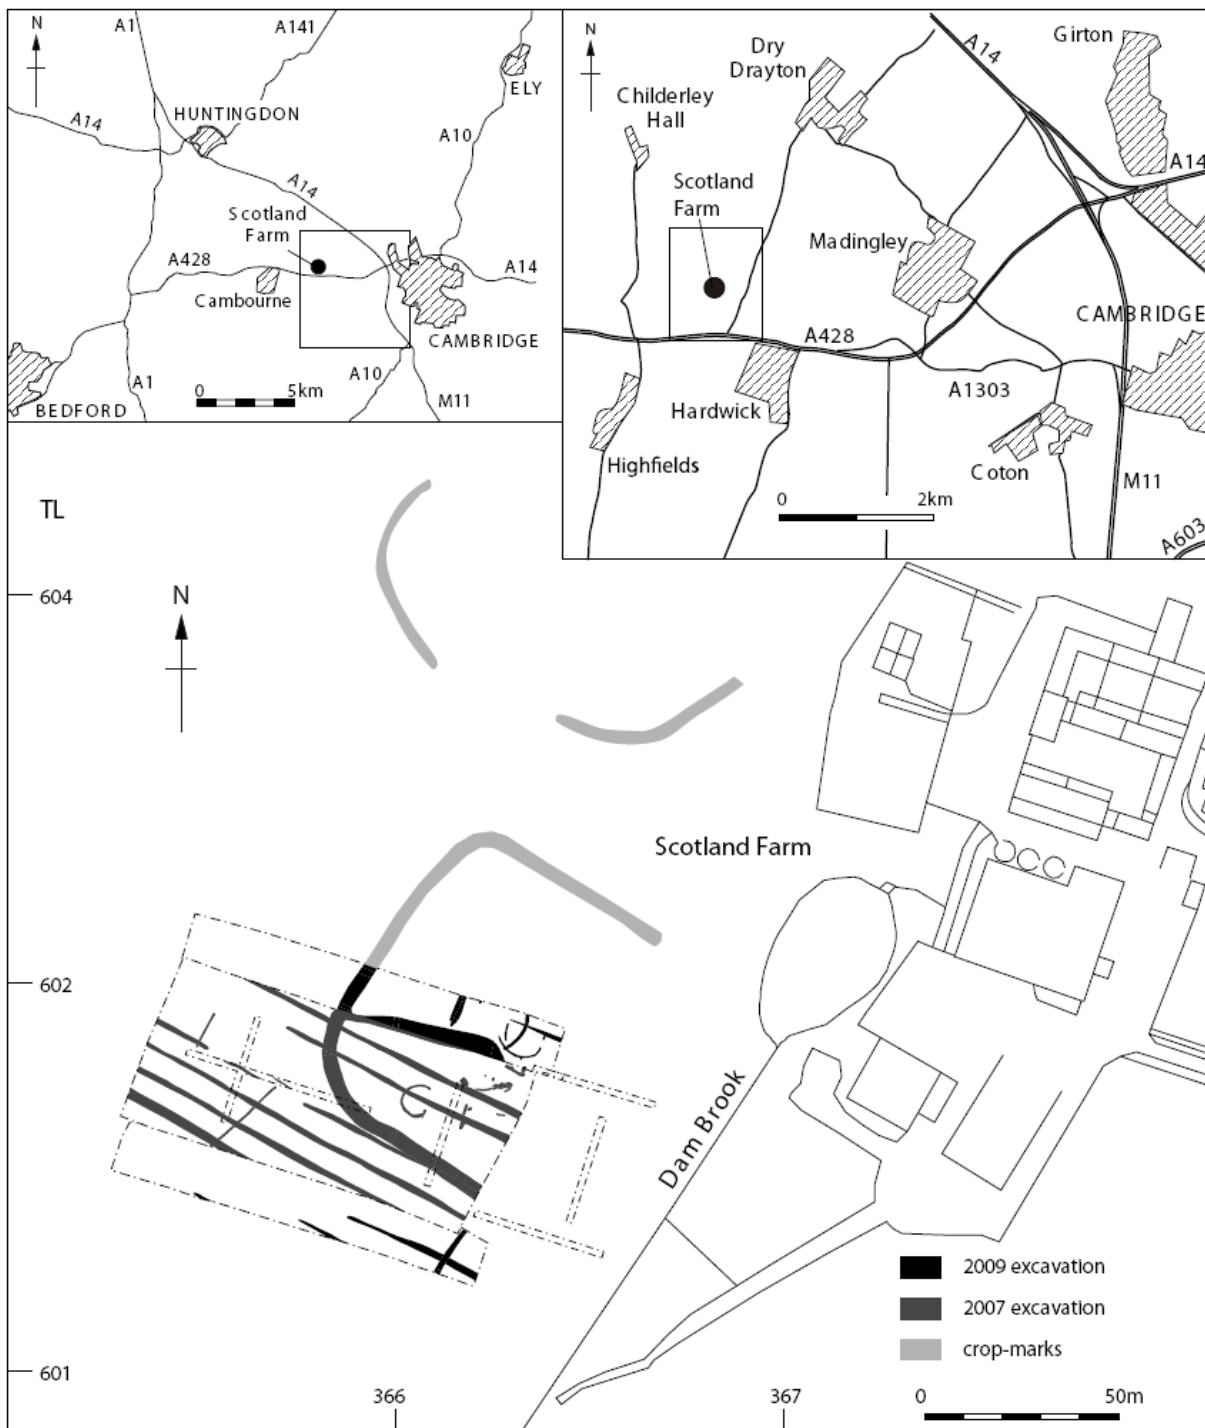 N
A1
A141
ELY
HUNTINGDON
A14
A10
A14
Scotland
Farm
A428
A14
Cambourne
CAMBRIDGE
A1
0 5km
A10
M11
BEDFORD
N
A14
Girton
Dry
Drayton
Childerley
Hall
A14
Scotland
Farm
Madingley
CAMBRIDGE
A428
A1303
Hardwick
Highfields
Coton
M11
0 2km
A603
TL
604
N
Scotland Farm
602
Dam Brook
2009 excavation
2007 excavation
crop-marks
601
366
367
0 50m